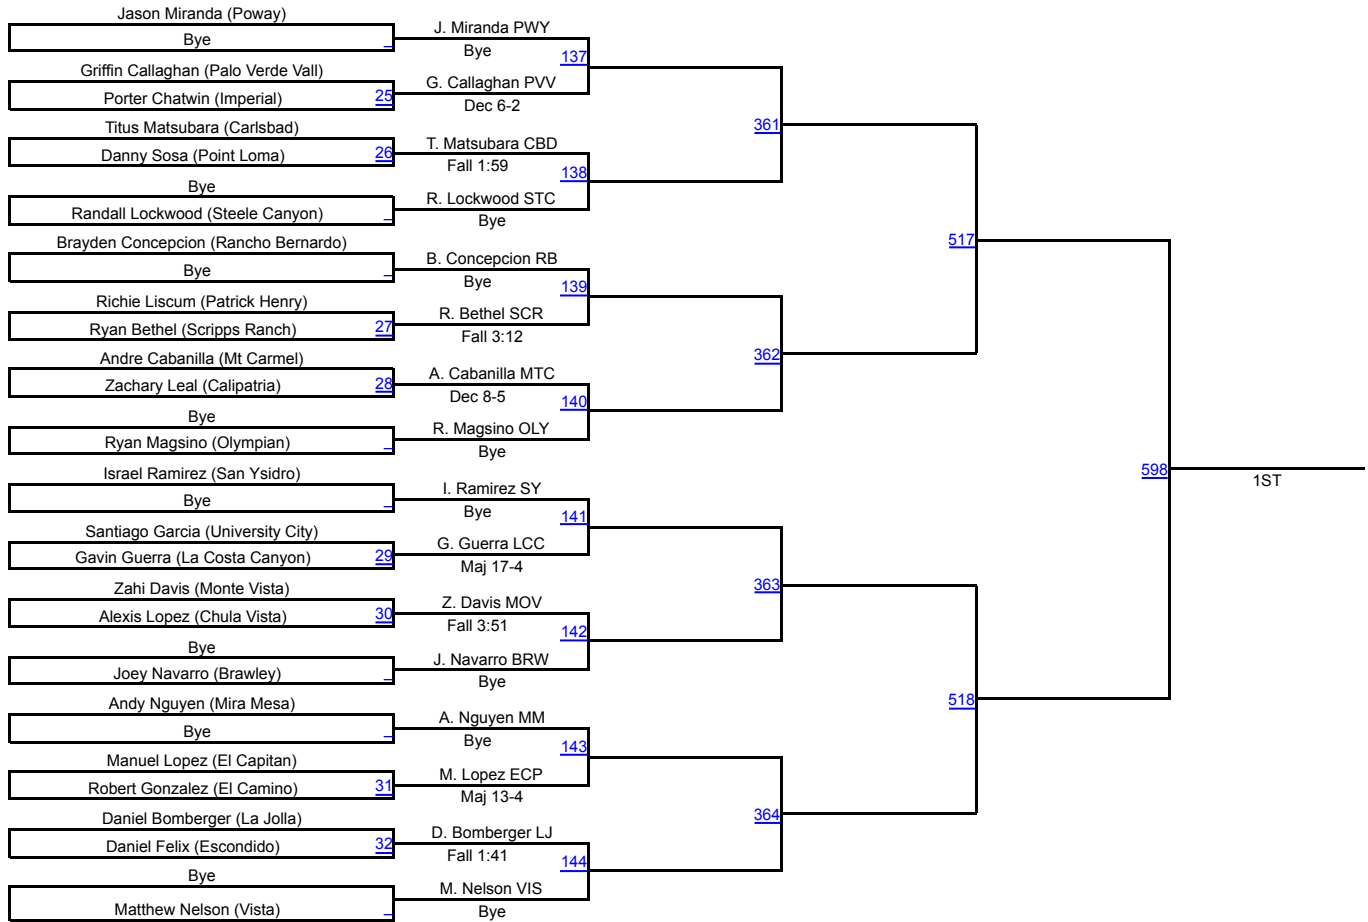 Jason Miranda (Poway)
Bye
_
J. Miranda PWY
Bye
137
Griffin Callaghan (Palo Verde Vall)
Porter Chatwin (Imperial)
25
G. Callaghan PVV
Dec 6-2
361
Titus Matsubara (Carlsbad)
Danny Sosa (Point Loma)
26
T. Matsubara CBD
Fall 1:59
138
Bye
Randall Lockwood (Steele Canyon)
_
R. Lockwood STC
Bye
517
Brayden Concepcion (Rancho Bernardo)
Bye
_
B. Concepcion RB
Bye
139
Richie Liscum (Patrick Henry)
Ryan Bethel (Scripps Ranch)
27
R. Bethel SCR
Fall 3:12
362
Andre Cabanilla (Mt Carmel)
Zachary Leal (Calipatria)
28
A. Cabanilla MTC
Dec 8-5
140
Bye
Ryan Magsino (Olympian)
_
R. Magsino OLY
Bye
598
1ST
Israel Ramirez (San Ysidro)
Bye
_
I. Ramirez SY
Bye
141
Santiago Garcia (University City)
Gavin Guerra (La Costa Canyon)
29
G. Guerra LCC
Maj 17-4
363
Zahi Davis (Monte Vista)
Alexis Lopez (Chula Vista)
30
Z. Davis MOV
Fall 3:51
142
Bye
Joey Navarro (Brawley)
_
J. Navarro BRW
Bye
518
Andy Nguyen (Mira Mesa)
Bye
_
A. Nguyen MM
Bye
143
Manuel Lopez (El Capitan)
Robert Gonzalez (El Camino)
31
M. Lopez ECP
Maj 13-4
364
Daniel Bomberger (La Jolla)
Daniel Felix (Escondido)
32
D. Bomberger LJ
Fall 1:41
144
Bye
Matthew Nelson (Vista)
_
M. Nelson VIS
Bye